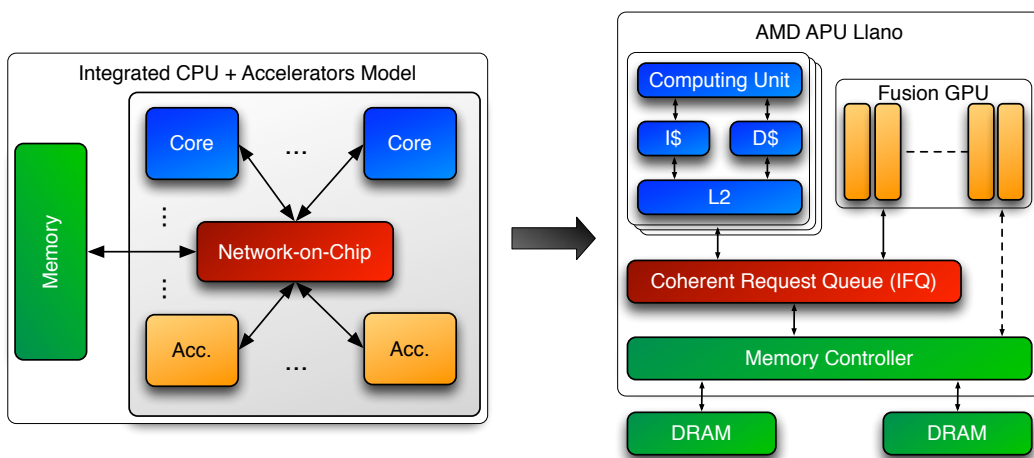 Integrated CPU + Accelerators Model
Core
...
Core
...
Memory
Network-on-Chip
...
Acc.
...
Acc.
AMD APU Llano
Computing Unit
Fusion GPU
I$
D$
L2
Coherent Request Queue (IFQ)
Memory Controller
DRAM
DRAM